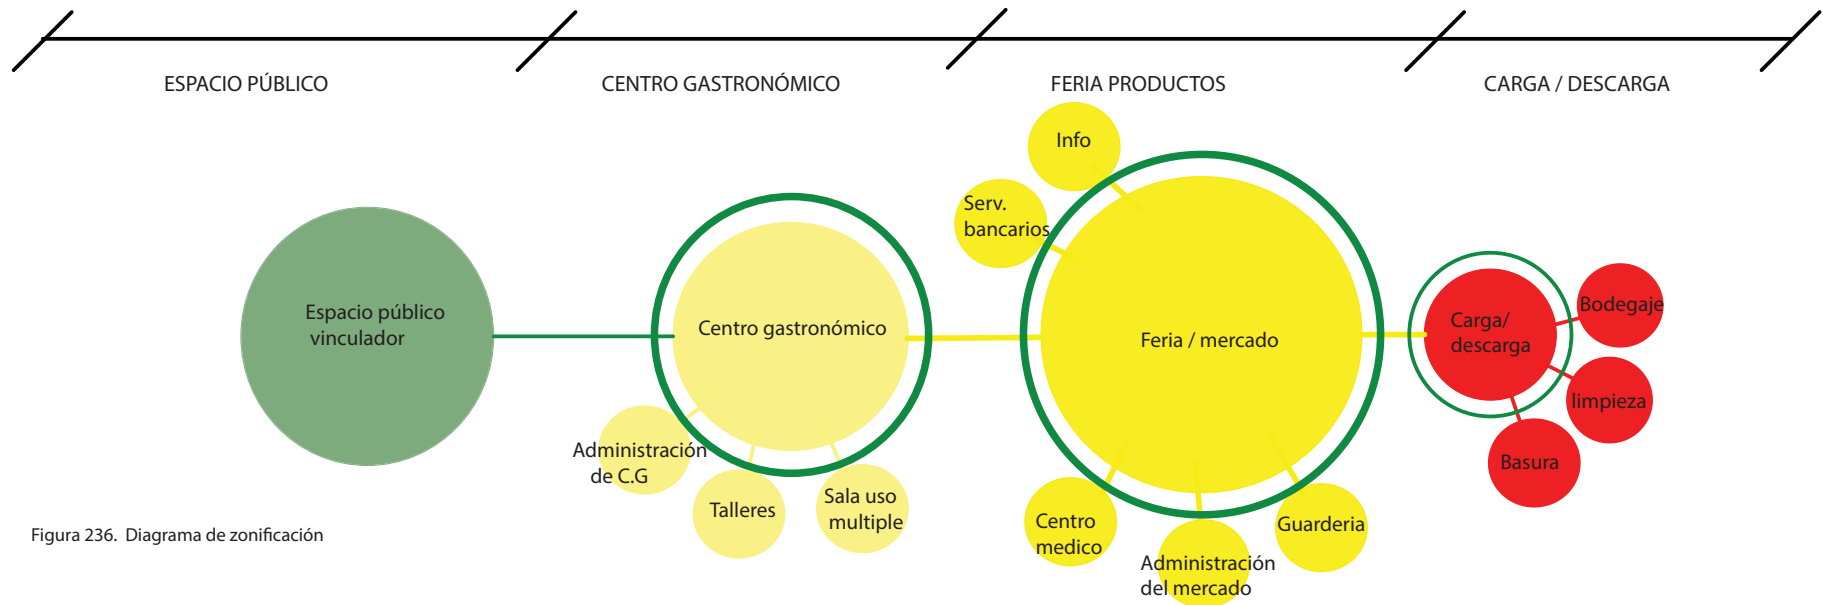 ESPACIO PÚBLICO
CENTRO GASTRONÓMICO
FERIA PRODUCTOS
CARGA / DESCARGA
Info
Serv.
bancarios
Espacio público
vinculador
Centro gastronómico
Feria / mercado
Carga/
descarga
Bodegaje
limpieza
Basura
Administración
de C.G
Talleres
Sala uso
multiple
Centro
medico
Administración
del mercado
Guarderia
Figura 236. Diagrama de zonificación